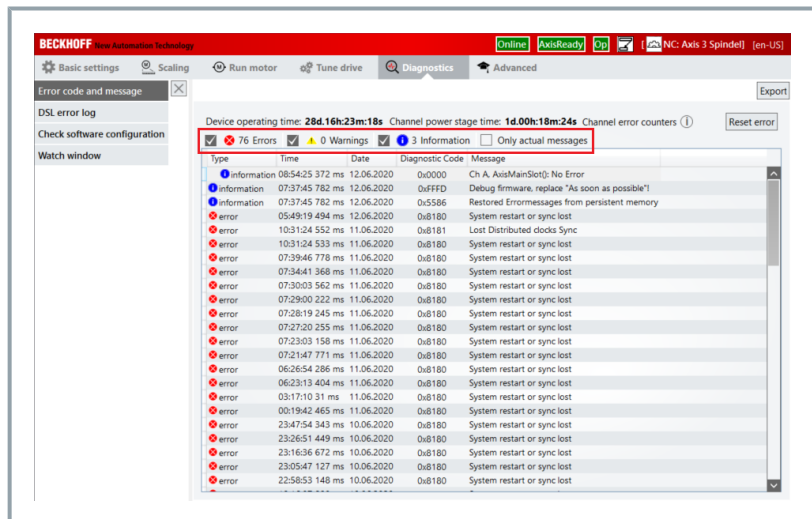 BECKHOFF New Automation Technology Online AxisReady Op [ NC: Axis 3 Spindel] [en-US]
Basic settings Scaling Run motor Tune drive Diagnostics Advanced
Error code and message
DSL error log
Check software configuration
Watch window
Export
Device operating time: 28d.16h:23m:18s Channel power stage time: 1d.00h:18m:24s Channel error counters Reset error
76 Errors 0 Warnings 3 Information Only actual messages
Type Time Date Diagnostic Code Message
information 08:54:25 372 ms 12.06.2020 0x0000 Ch A, AxisMainSlot(): No Error
information 07:37:45 782 ms 12.06.2020 0xFFFD Debug firmware, replace "As soon as possible"!
information 07:37:45 782 ms 12.06.2020 0x5586 Restored Errormessages from persistent memory
error 05:49:19 494 ms 12.06.2020 0x8180 System restart or sync lost
error 10:31:24 552 ms 11.06.2020 0x8181 Lost Distributed clocks Sync
error 10:31:24 533 ms 11.06.2020 0x8180 System restart or sync lost
error 07:39:46 778 ms 11.06.2020 0x8180 System restart or sync lost
error 07:34:41 368 ms 11.06.2020 0x8180 System restart or sync lost
error 07:30:03 562 ms 11.06.2020 0x8180 System restart or sync lost
error 07:29:00 222 ms 11.06.2020 0x8180 System restart or sync lost
error 07:28:19 245 ms 11.06.2020 0x8180 System restart or sync lost
error 07:27:20 255 ms 11.06.2020 0x8180 System restart or sync lost
error 07:23:03 158 ms 11.06.2020 0x8180 System restart or sync lost
error 07:21:47 771 ms 11.06.2020 0x8180 System restart or sync lost
error 06:26:54 286 ms 11.06.2020 0x8180 System restart or sync lost
error 06:23:13 404 ms 11.06.2020 0x8180 System restart or sync lost
error 03:17:10 31 ms 11.06.2020 0x8180 System restart or sync lost
error 00:19:42 465 ms 11.06.2020 0x8180 System restart or sync lost
error 23:47:54 343 ms 10.06.2020 0x8180 System restart or sync lost
error 23:26:51 449 ms 10.06.2020 0x8180 System restart or sync lost
error 23:16:36 672 ms 10.06.2020 0x8180 System restart or sync lost
error 23:05:47 127 ms 10.06.2020 0x8180 System restart or sync lost
error 22:58:53 148 ms 10.06.2020 0x8180 System restart or sync lost